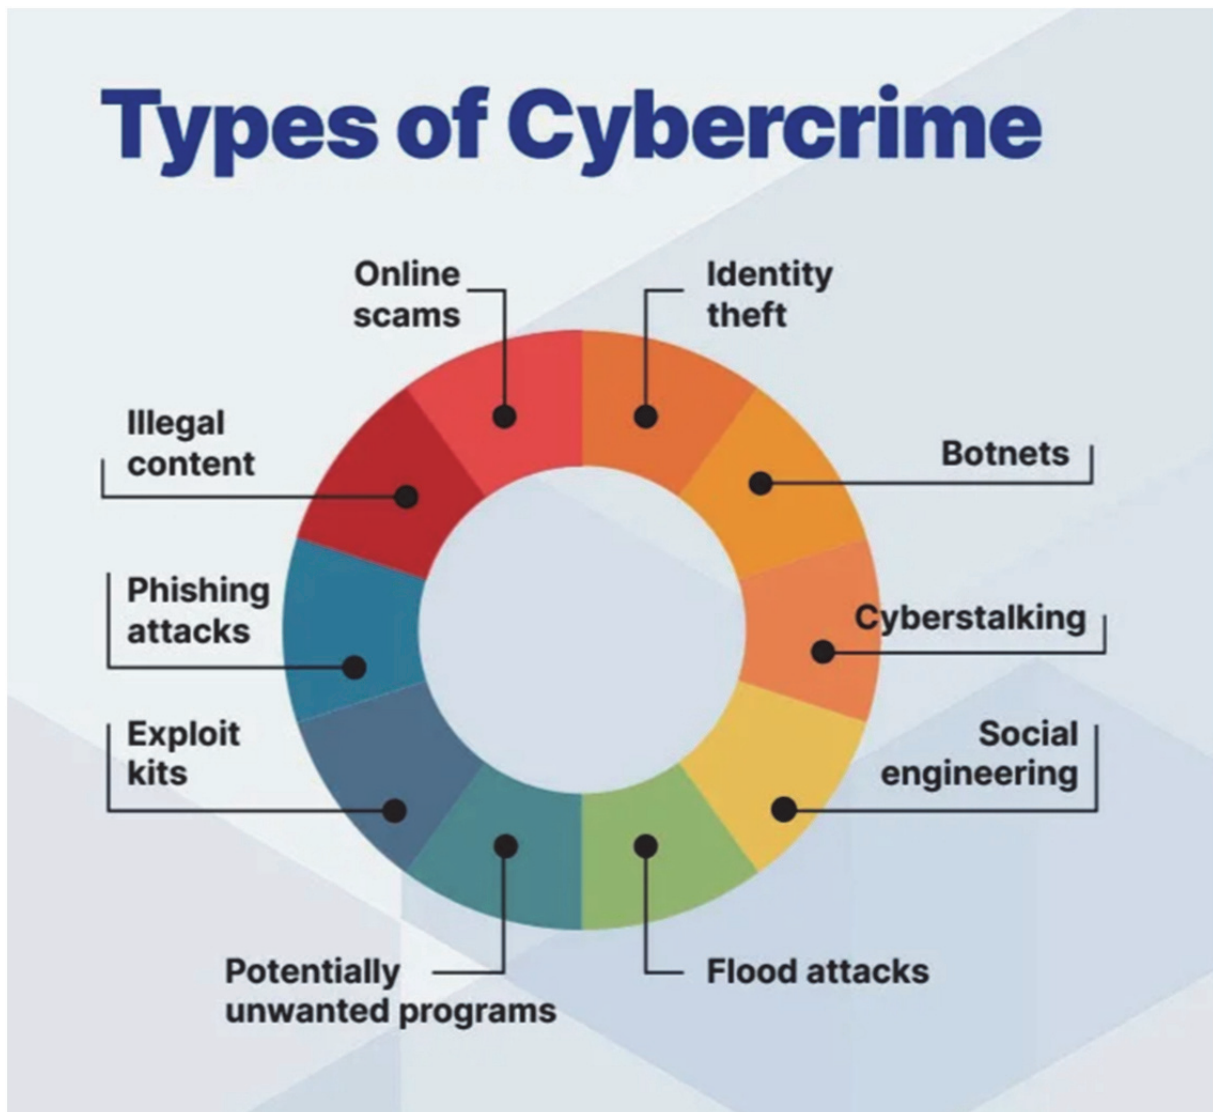 Types of Cybercrime
Online
scams
Identity
theft
Illegal
content
Botnets
Phishing
attacks
Cyberstalking
Exploit
kits
Social
engineering
Potentially
unwanted programs
Flood attacks